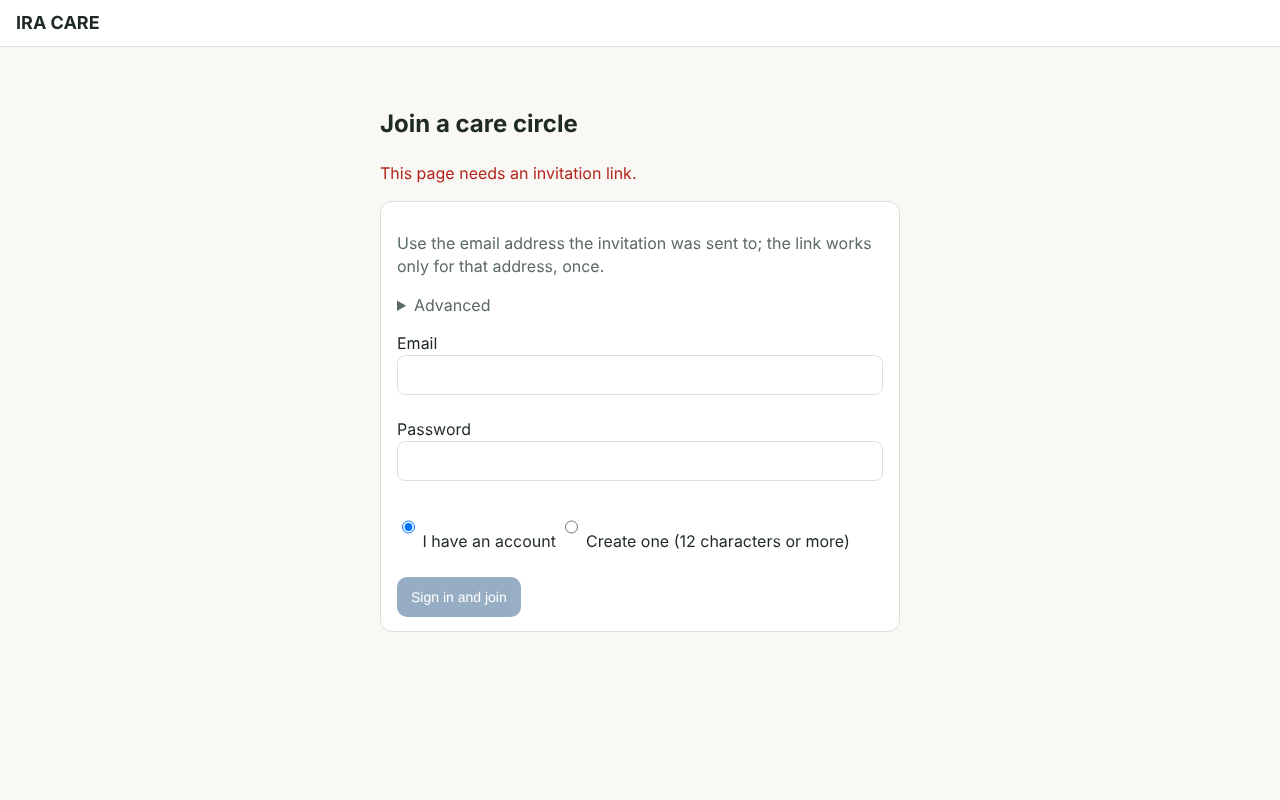 IRA CARE
Join a care circle
This page needs an invitation link.
Use the email address the invitation was sent to; the link works
only for that address, once.
Advanced
Email
Password
I have an account
Create one (12 characters or more)
Sign in and join